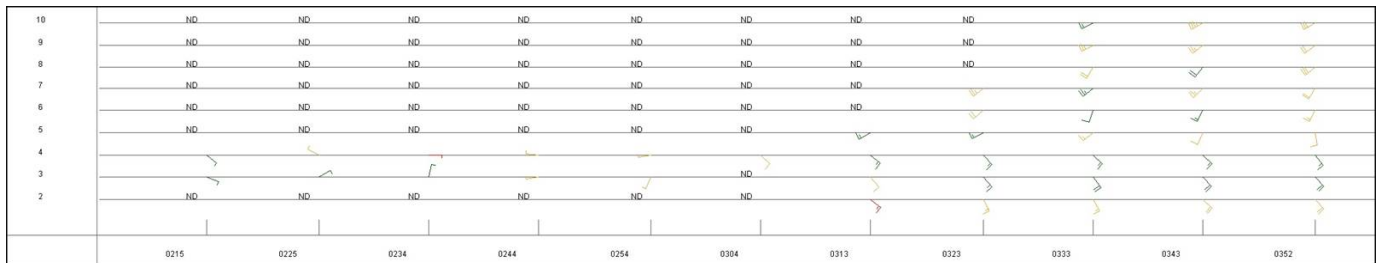 10 ND ND ND ND ND ND ND ND
9 ND ND ND ND ND ND ND ND
8 ND ND ND ND ND ND ND ND
7 ND ND ND ND ND ND ND
6 ND ND ND ND ND ND ND
5 ND ND ND ND ND ND
4
3 ND
2 ND ND ND ND ND ND
0215 0225 0234 0244 0254 0304 0313 0323 0333 0343 0352